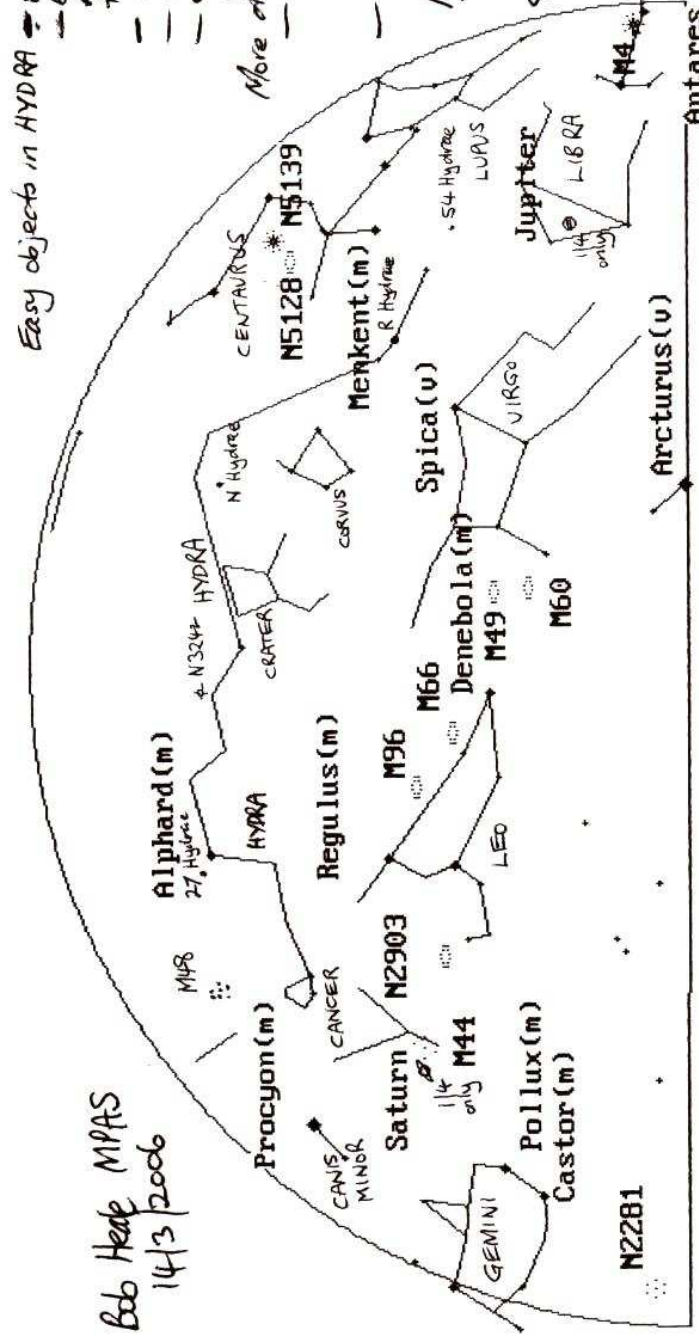 Easy objects in HYDRA
More
Bob MPAS
14/3/2006
CENTAURUS
N5128
N5139
Menkent(m)
R Hydrae
54 Hydrae
LUPUS
Jupiter
1/4
only
LIBRA
M4
Antares
N Hydrae
CORVUS
N3242
HYDRA
CRATER
Alphard(m)
27 Hydrae
HYDRA
M48
Spica(v)
VIRGO
Arcturus(v)
Denebola(m)
M49
M60
M66
M96
Regulus(m)
LEO
N2903
CANCER
Procyon(m)
CANIS
MINOR
Saturn
1/4
only
M44
Pollux(m)
Castor(m)
GEMINI
N2281